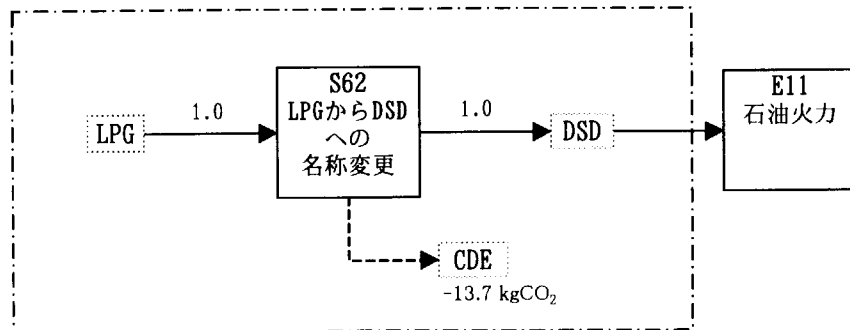 S62
LPGからDSD
への
名称変更
LPG
1.0
1.0
DSD
E11
石油火力
CDE
-13.7 kgCO₂